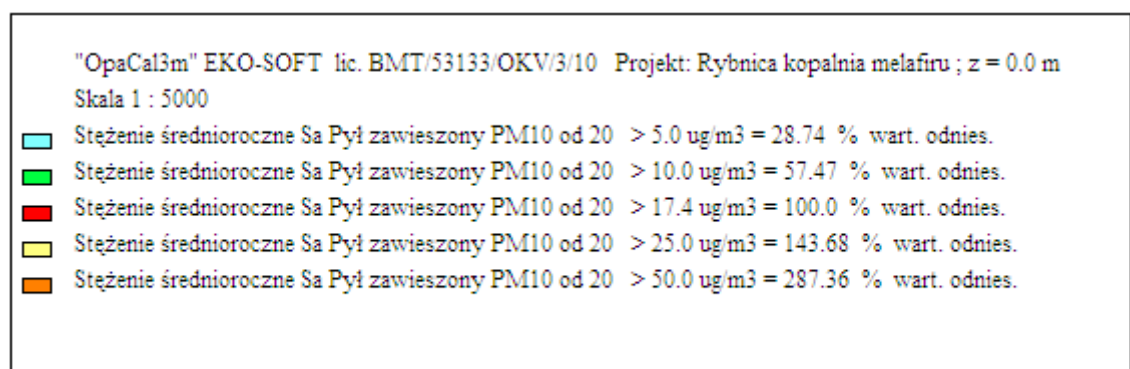 "OpaCal3m" EKO-SOFT lic. BMT/53133/OKV/3/10 Projekt: Rybnica kopalnia melafiru ; z = 0.0 m
Skala 1 : 5000
Stężenie średnioroczne Sa Pył zawieszony PM10 od 20 > 5.0 ug/m3 = 28.74 % wart. odnies.
Stężenie średnioroczne Sa Pył zawieszony PM10 od 20 > 10.0 ug/m3 = 57.47 % wart. odnies.
Stężenie średnioroczne Sa Pył zawieszony PM10 od 20 > 17.4 ug/m3 = 100.0 % wart. odnies.
Stężenie średnioroczne Sa Pył zawieszony PM10 od 20 > 25.0 ug/m3 = 143.68 % wart. odnies.
Stężenie średnioroczne Sa Pył zawieszony PM10 od 20 > 50.0 ug/m3 = 287.36 % wart. odnies.